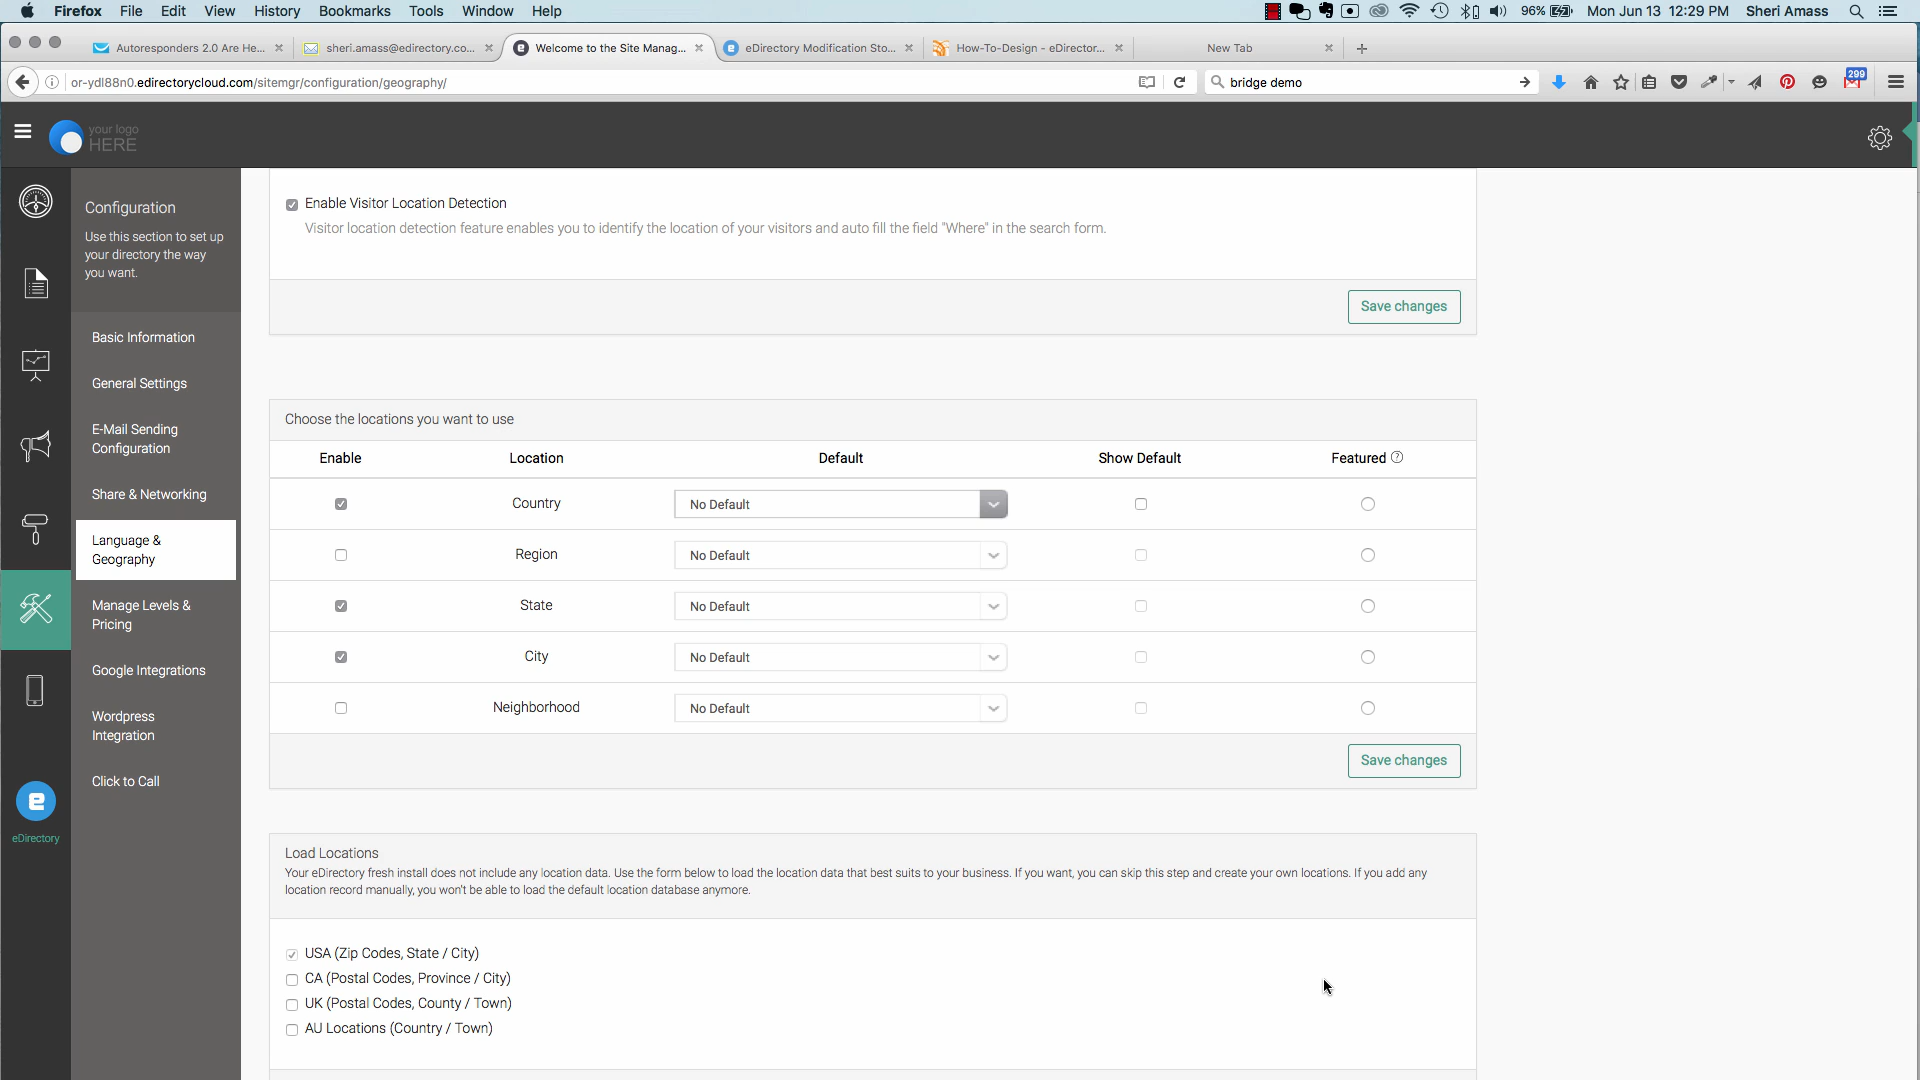 Firefox File Edit View History Bookmarks Tools Window Help 96% Mon Jun 13 12:29 PM Sheri Amass
Autoresponders 2.0 Are He... sheri.amass@edirectory.co... Welcome to the Site Manag... eDirectory Modification Sto... How-To-Design - eDirector... New Tab
or-ydl88n0.edirectorycloud.com/sitemgr/configuration/geography/ bridge demo 299
your logo
HERE
Configuration
Use this section to set up
your directory the way
you want.
Basic Information
General Settings
E-Mail Sending
Configuration
Share & Networking
Language &
Geography
Manage Levels &
Pricing
Google Integrations
Wordpress
Integration
Click to Call
eDirectory
Enable Visitor Location Detection
Visitor location detection feature enables you to identify the location of your visitors and auto fill the field "Where" in the search form.
Save changes
Choose the locations you want to use
Enable Location Default Show Default Featured ?
Country No Default
Region No Default
State No Default
City No Default
Neighborhood No Default
Save changes
Load Locations
Your eDirectory fresh install does not include any location data. Use the form below to load the location data that best suits to your business. If you want, you can skip this step and create your own locations. If you add any
location record manually, you won't be able to load the default location database anymore.
USA (Zip Codes, State / City)
CA (Postal Codes, Province / City)
UK (Postal Codes, County / Town)
AU Locations (Country / Town)